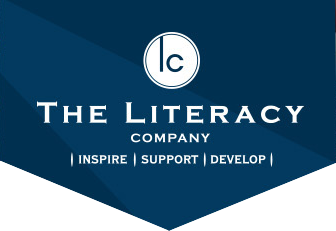 lc
THE LITERACY
COMPANY
| INSPIRE | SUPPORT | DEVELOP |